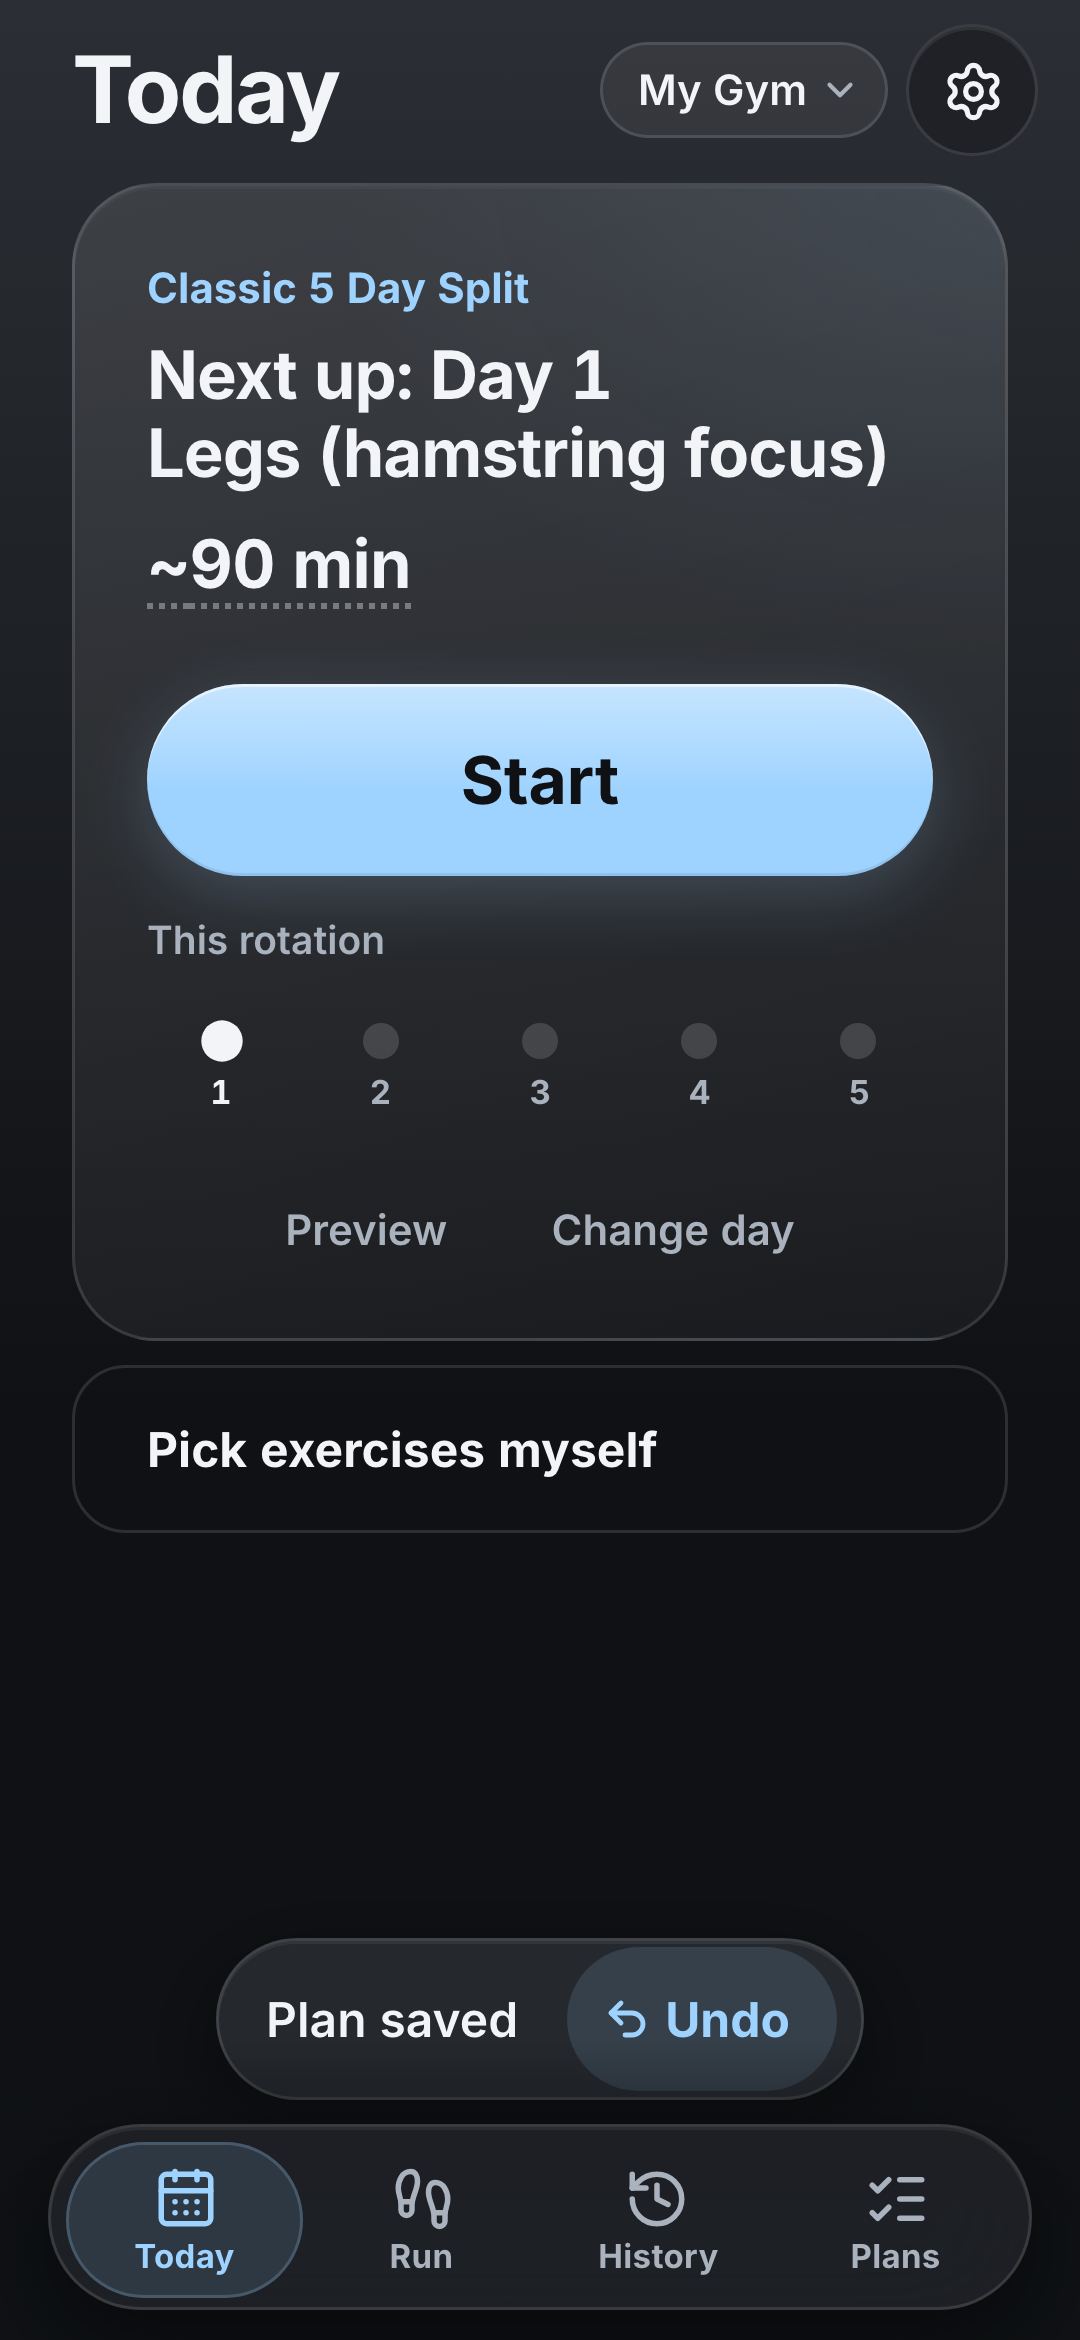 Today
My Gym
Classic 5 Day Split
Next up: Day 1
Legs (hamstring focus)
~90 min
Start
This rotation
1 2 3 4 5
Preview Change day
Pick exercises myself
Plan saved Undo
Today Run History Plans